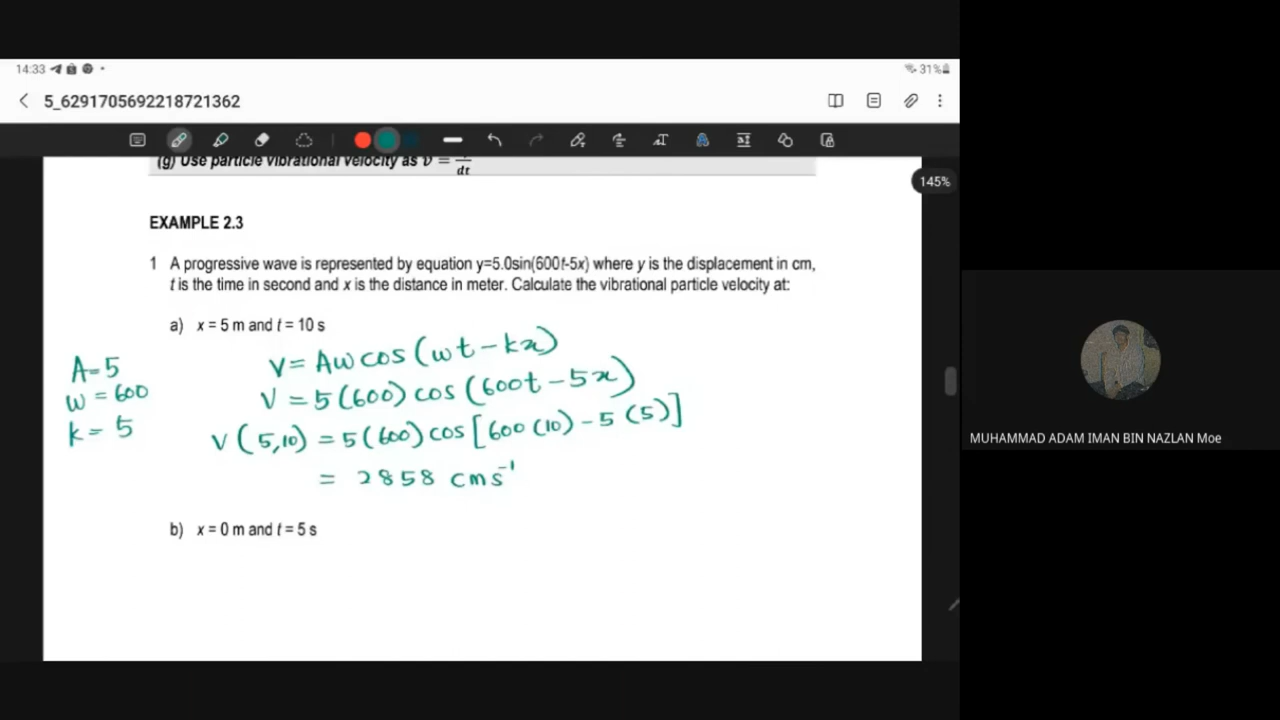 14:33
31%
5_6291705692218721362
(g) Use particle vibrational velocity as v = 
dt
145%
EXAMPLE 2.3
1 A progressive wave is represented by equation y=5.0sin(600t-5x) where y is the displacement in cm,
t is the time in second and x is the distance in meter. Calculate the vibrational particle velocity at:
a) x = 5 m and t = 10 s
A=5
w = 600
k = 5
V = Aw cos (wt - kx)
V = 5 (600) cos (600t - 5x)
V (5,10) = 5 (600) cos [600 (10) - 5 (5)]
= 2858 cms⁻¹
b) x = 0 m and t = 5 s
MUHAMMAD ADAM IMAN BIN NAZLAN Moe